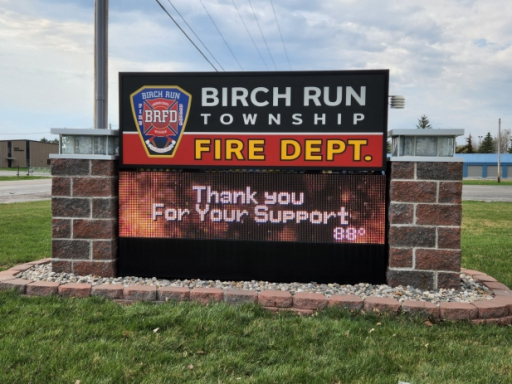 BIRCH RUN
BRFD
BIRCH RUN
TOWNSHIP
FIRE DEPT.
Thank you
For Your Support
88°